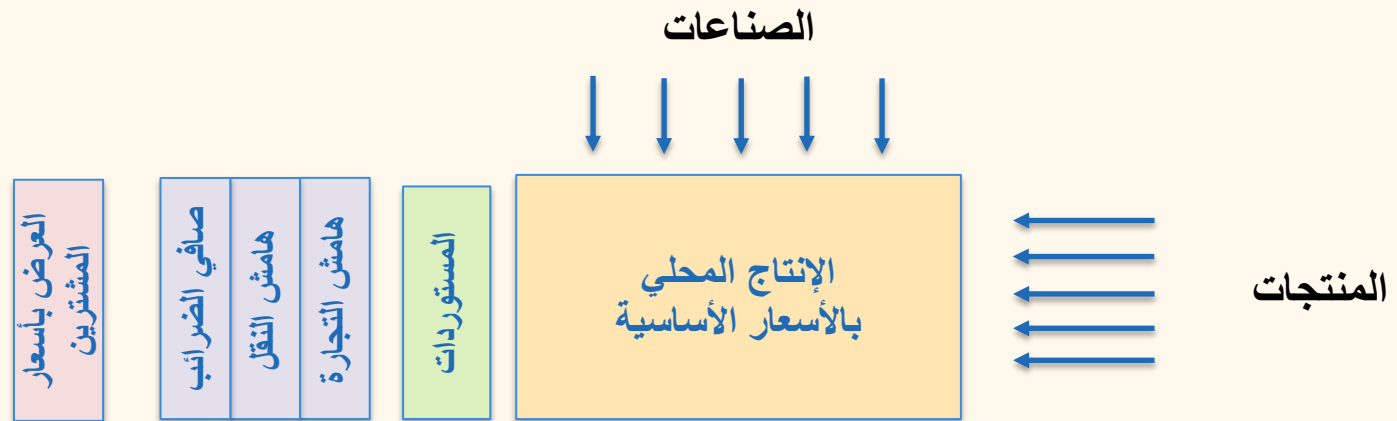 الصناعات
المنتجات
الإنتاج المحلي
بالأسعار الأساسية
المستوردات
هامش التجارة
هامش النقل
صافي الضرائب
العرض بأسعار
المشترين